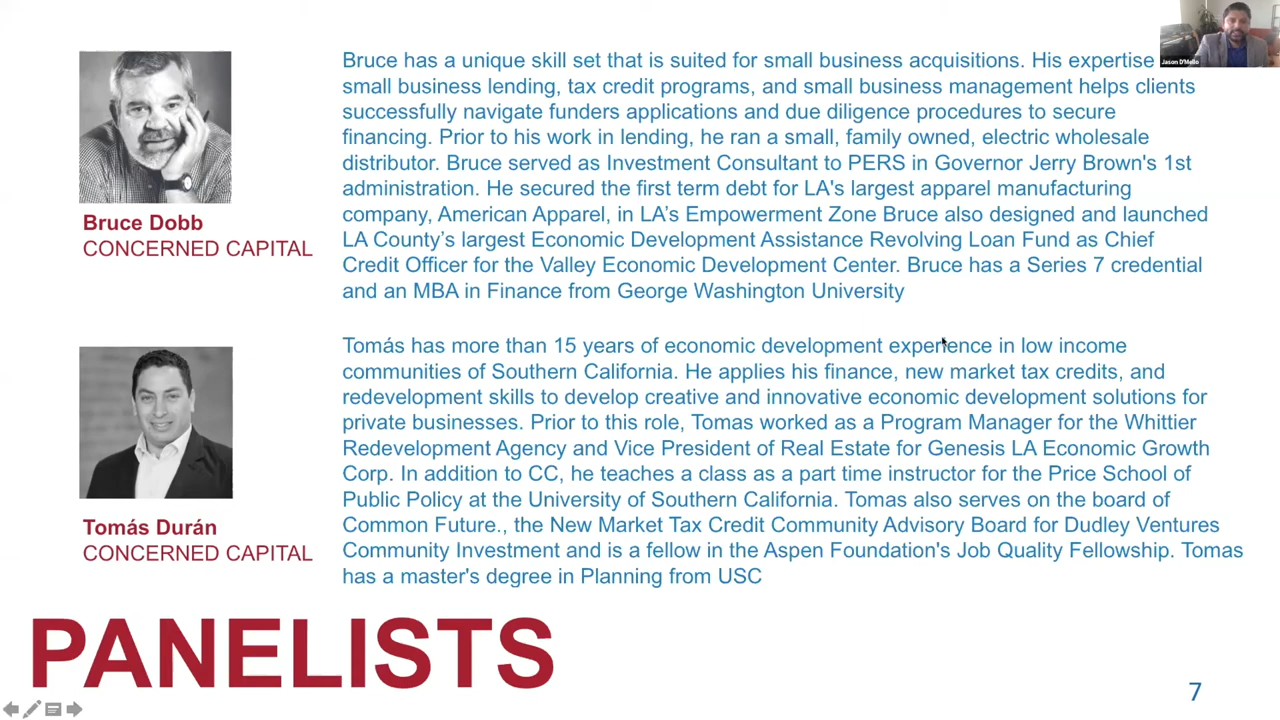 Jason D'Mello
Bruce has a unique skill set that is suited for small business acquisitions. His expertise
small business lending, tax credit programs, and small business management helps clients
successfully navigate funders applications and due diligence procedures to secure
financing. Prior to his work in lending, he ran a small, family owned, electric wholesale
distributor. Bruce served as Investment Consultant to PERS in Governor Jerry Brown's 1st
administration. He secured the first term debt for LA's largest apparel manufacturing
company, American Apparel, in LA’s Empowerment Zone Bruce also designed and launched
LA County’s largest Economic Development Assistance Revolving Loan Fund as Chief
Credit Officer for the Valley Economic Development Center. Bruce has a Series 7 credential
and an MBA in Finance from George Washington University
Bruce Dobb
CONCERNED CAPITAL
Tomás has more than 15 years of economic development experience in low income
communities of Southern California. He applies his finance, new market tax credits, and
redevelopment skills to develop creative and innovative economic development solutions for
private businesses. Prior to this role, Tomas worked as a Program Manager for the Whittier
Redevelopment Agency and Vice President of Real Estate for Genesis LA Economic Growth
Corp. In addition to CC, he teaches a class as a part time instructor for the Price School of
Public Policy at the University of Southern California. Tomas also serves on the board of
Common Future., the New Market Tax Credit Community Advisory Board for Dudley Ventures
Community Investment and is a fellow in the Aspen Foundation's Job Quality Fellowship. Tomas
has a master's degree in Planning from USC
Tomás Durán
CONCERNED CAPITAL
PANELISTS
7